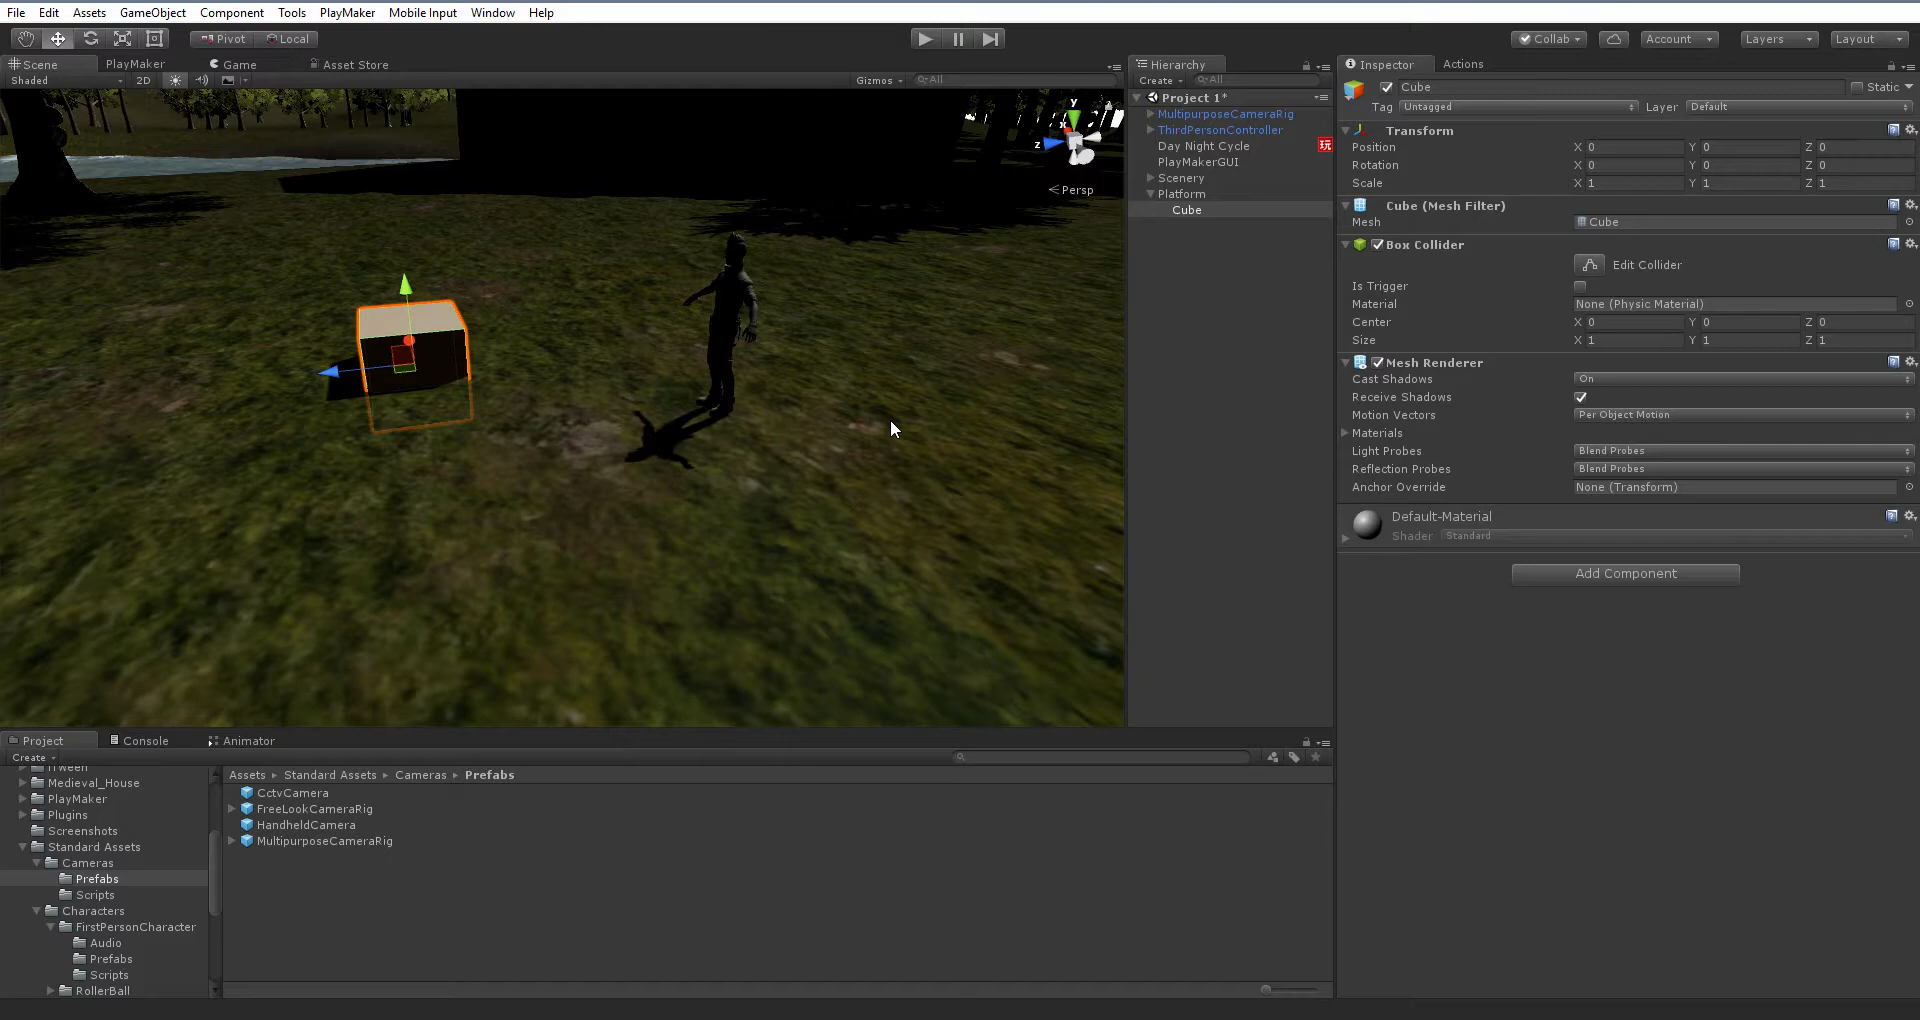 File Edit Assets GameObject Component Tools PlayMaker Mobile Input Window Help
Pivot Local Collab Account Layers Layout
Scene PlayMaker Game Asset Store
Shaded 2D Gizmos All
y
x
z
Persp
Hierarchy
Create All
Project 1*
MultipurposeCameraRig
ThirdPersonController
Day Night Cycle 玩
PlayMakerGUI
Scenery
Platform
Cube
Inspector Actions
Cube Static
Tag Untagged Layer Default
Transform
Position X 0 Y 0 Z 0
Rotation X 0 Y 0 Z 0
Scale X 1 Y 1 Z 1
Cube (Mesh Filter)
Mesh Cube
Box Collider
Edit Collider
Is Trigger
Material None (Physic Material)
Center X 0 Y 0 Z 0
Size X 1 Y 1 Z 1
Mesh Renderer
Cast Shadows On
Receive Shadows
Motion Vectors Per Object Motion
Materials
Light Probes Blend Probes
Reflection Probes Blend Probes
Anchor Override None (Transform)
Default-Material
Shader Standard
Add Component
Project Console Animator
Create
Medieval_House
PlayMaker
Plugins
Screenshots
Standard Assets
Cameras
Prefabs
Scripts
Characters
FirstPersonCharacter
Audio
Prefabs
Scripts
RollerBall
Assets Standard Assets Cameras Prefabs
CctvCamera
FreeLookCameraRig
HandheldCamera
MultipurposeCameraRig